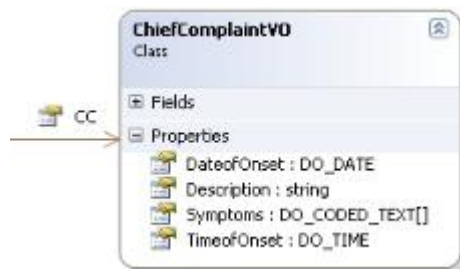 ChiefComplaintVO
Class
CC
Fields
Properties
DateofOnset : DO_DATE
Description : string
Symptoms : DO_CODED_TEXT[]
TimeofOnset : DO_TIME